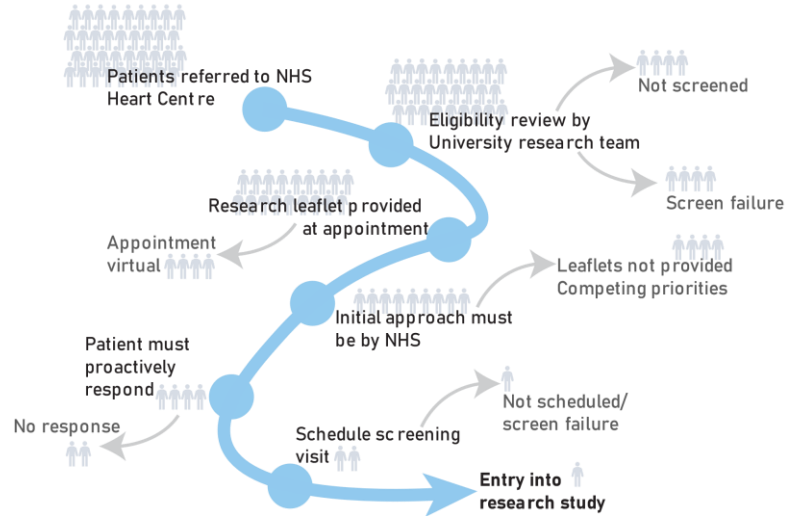 Patients referred to NHS
Heart Centre
Eligibility review by
University research team
Not screened
Screen failure
Research leaflet provided
at appointment
Appointment
virtual
Initial approach must
be by NHS
Leaflets not provided
Competing priorities
Patient must
proactively
respond
No response
Schedule screening
visit
Not scheduled/
screen failure
Entry into
research study